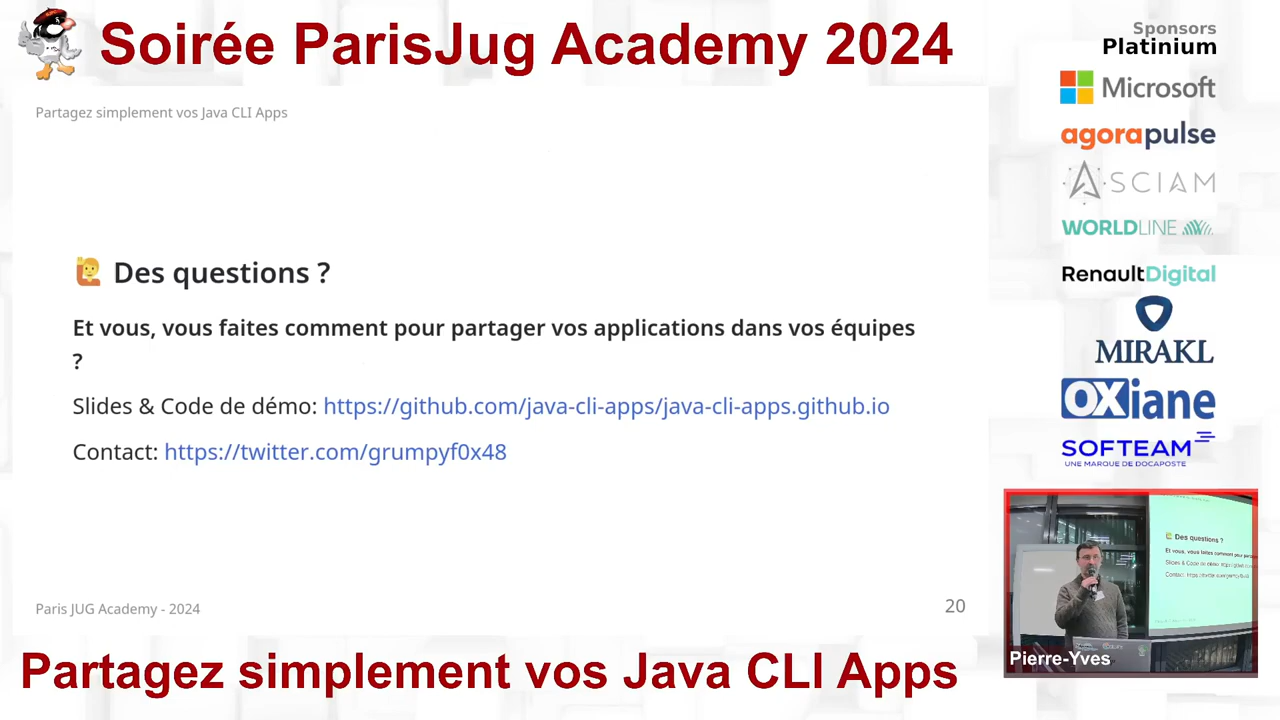 Soirée ParisJug Academy 2024
Sponsors
Platinium
Microsoft
agorapulse
ASCIAM
WORLDLINE
RenaultDigital
MIRAKL
OXiane
SOFTEAM
UNE MARQUE DE DOCAPOSTE
Partagez simplement vos Java CLI Apps
🙋 Des questions ?
Et vous, vous faites comment pour partager vos applications dans vos équipes
?
Slides & Code de démo: https://github.com/java-cli-apps/java-cli-apps.github.io
Contact: https://twitter.com/grumpyf0x48
Paris JUG Academy - 2024
20
Des questions ?
Pierre-Yves
Partagez simplement vos Java CLI Apps